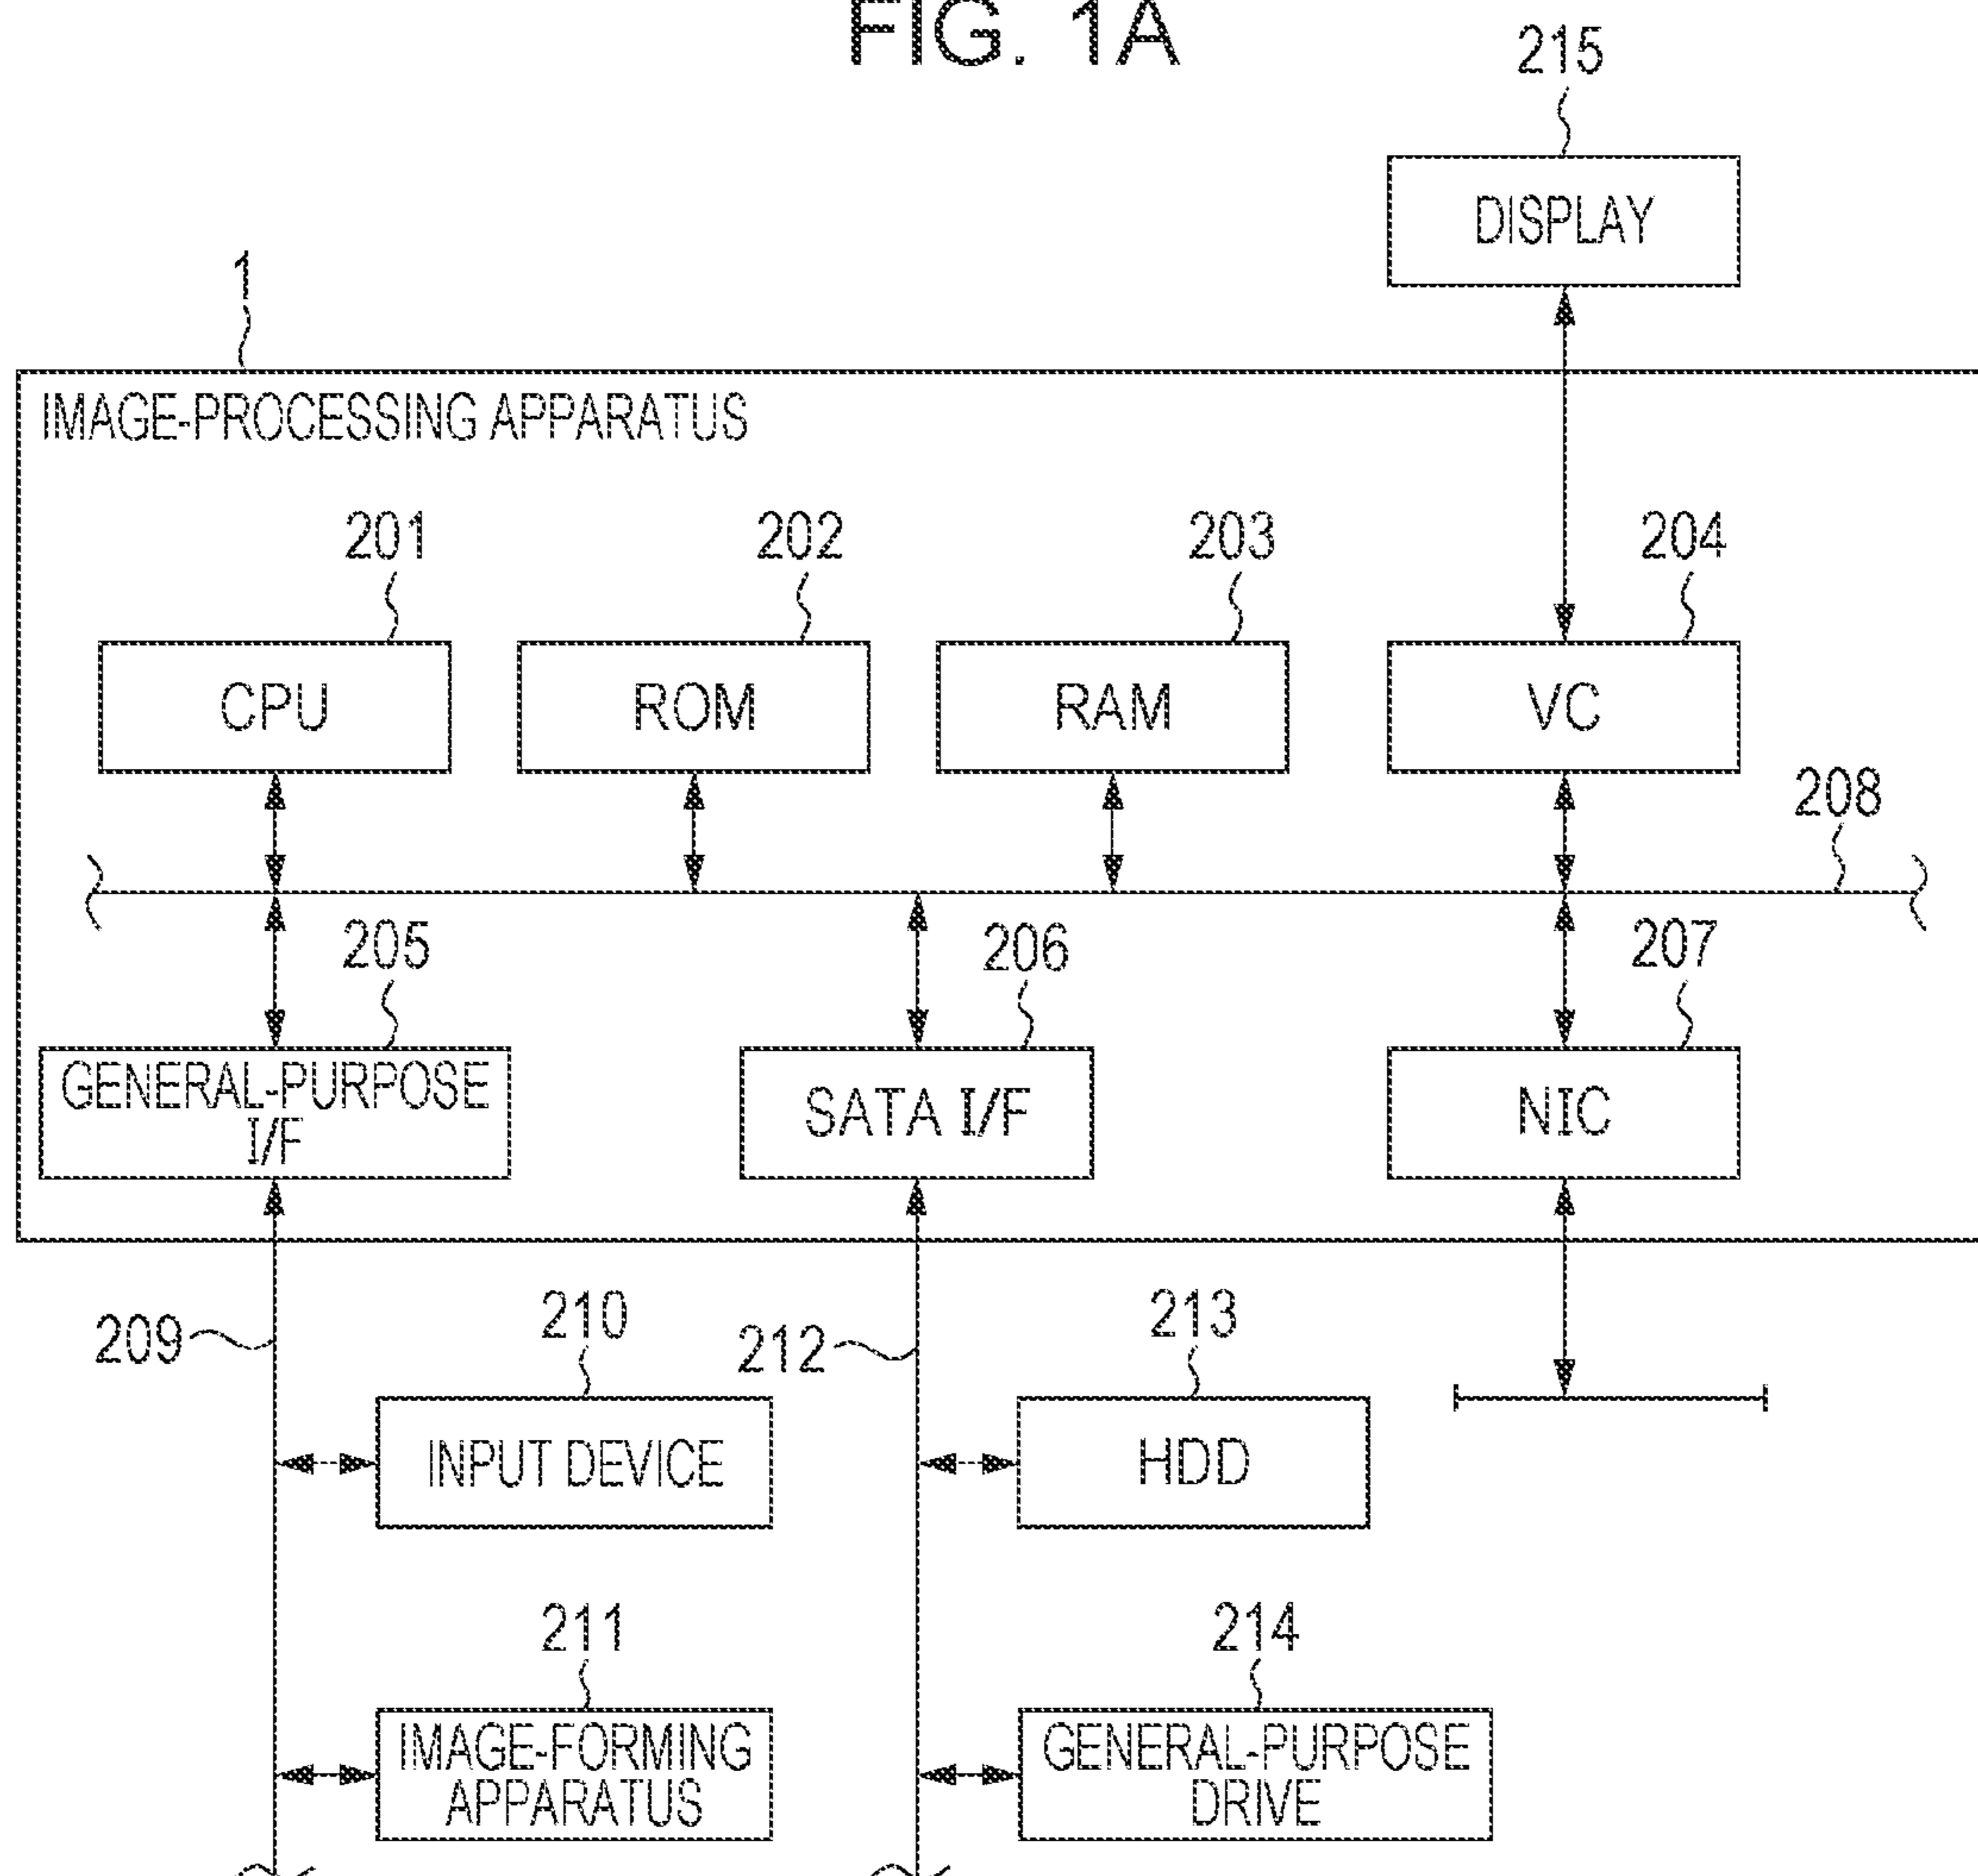 FIG. 1A
215
DISPLAY
1
IMAGE-PROCESSING APPARATUS
201
202
203
204
CPU
ROM
RAM
VC
208
205
206
207
GENERAL-PURPOSE
I/F
SATA I/F
NIC
209
210
212
213
INPUT DEVICE
HDD
211
214
IMAGE-FORMING
APPARATUS
GENERAL-PURPOSE
DRIVE